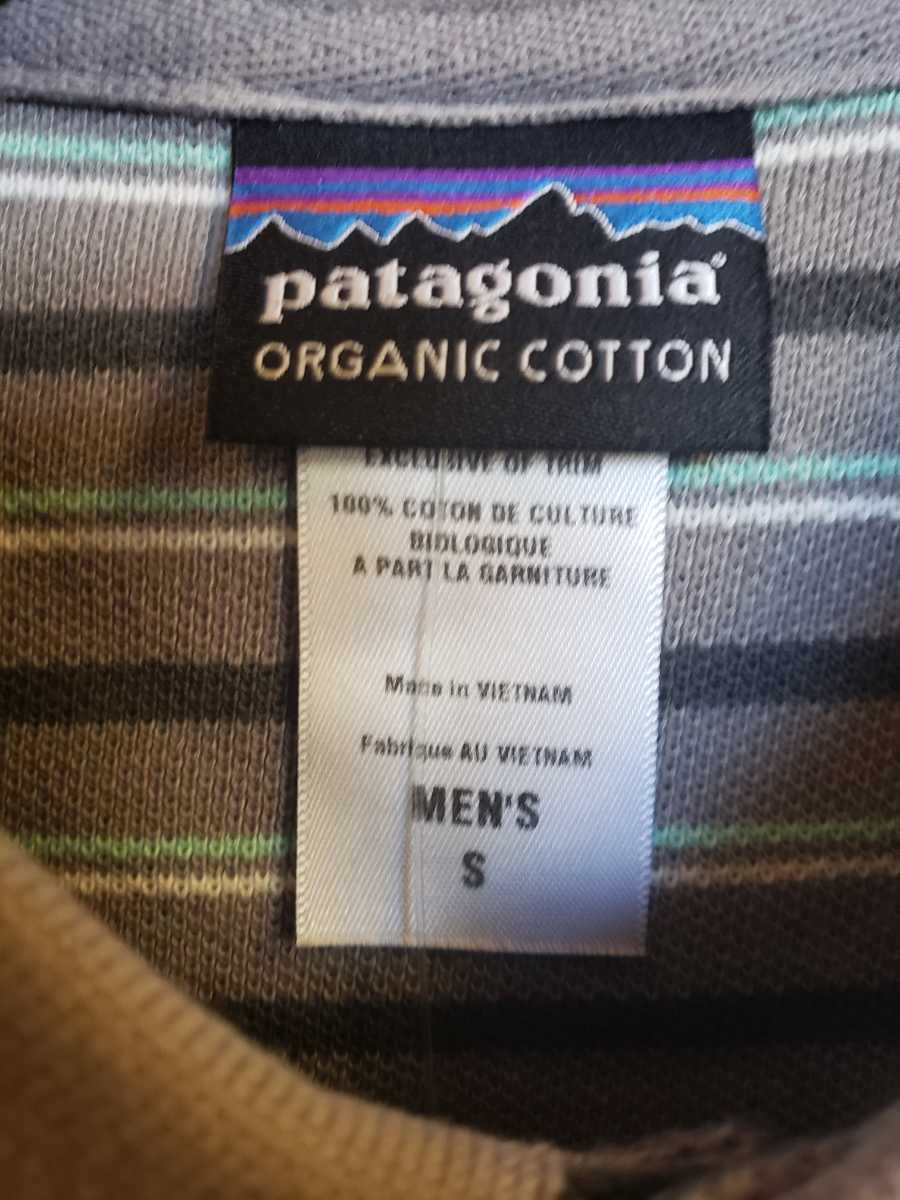 patagonia®
ORGANIC COTTON
EXCLUSIVE OF TRIM
100% COTON DE CULTURE
BIOLOGIQUE
A PART LA GARNITURE
Made in VIETNAM
Fabrique AU VIETNAM
MEN'S
S